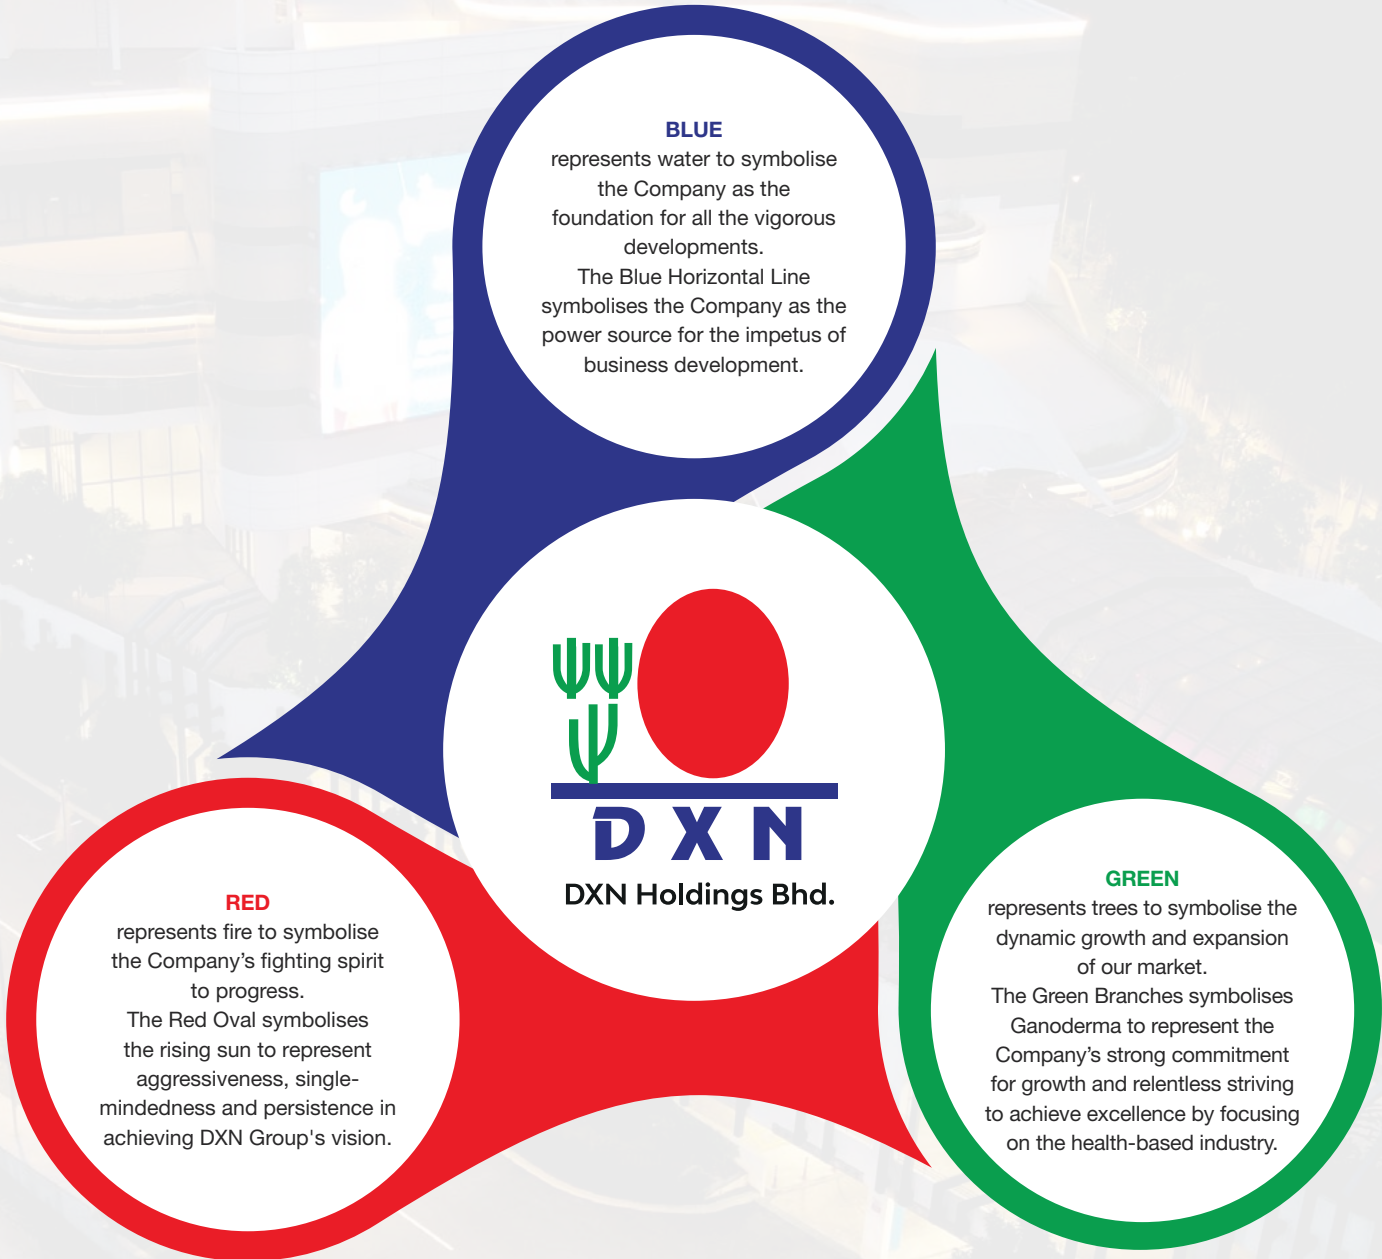 BLUE
represents water to symbolise
the Company as the
foundation for all the vigorous
developments.
The Blue Horizontal Line
symbolises the Company as the
power source for the impetus of
business development.
DXN
DXN Holdings Bhd.
RED
represents fire to symbolise
the Company’s fighting spirit
to progress.
The Red Oval symbolises
the rising sun to represent
aggressiveness, single-
mindedness and persistence in
achieving DXN Group's vision.
GREEN
represents trees to symbolise the
dynamic growth and expansion
of our market.
The Green Branches symbolises
Ganoderma to represent the
Company’s strong commitment
for growth and relentless striving
to achieve excellence by focusing
on the health-based industry.